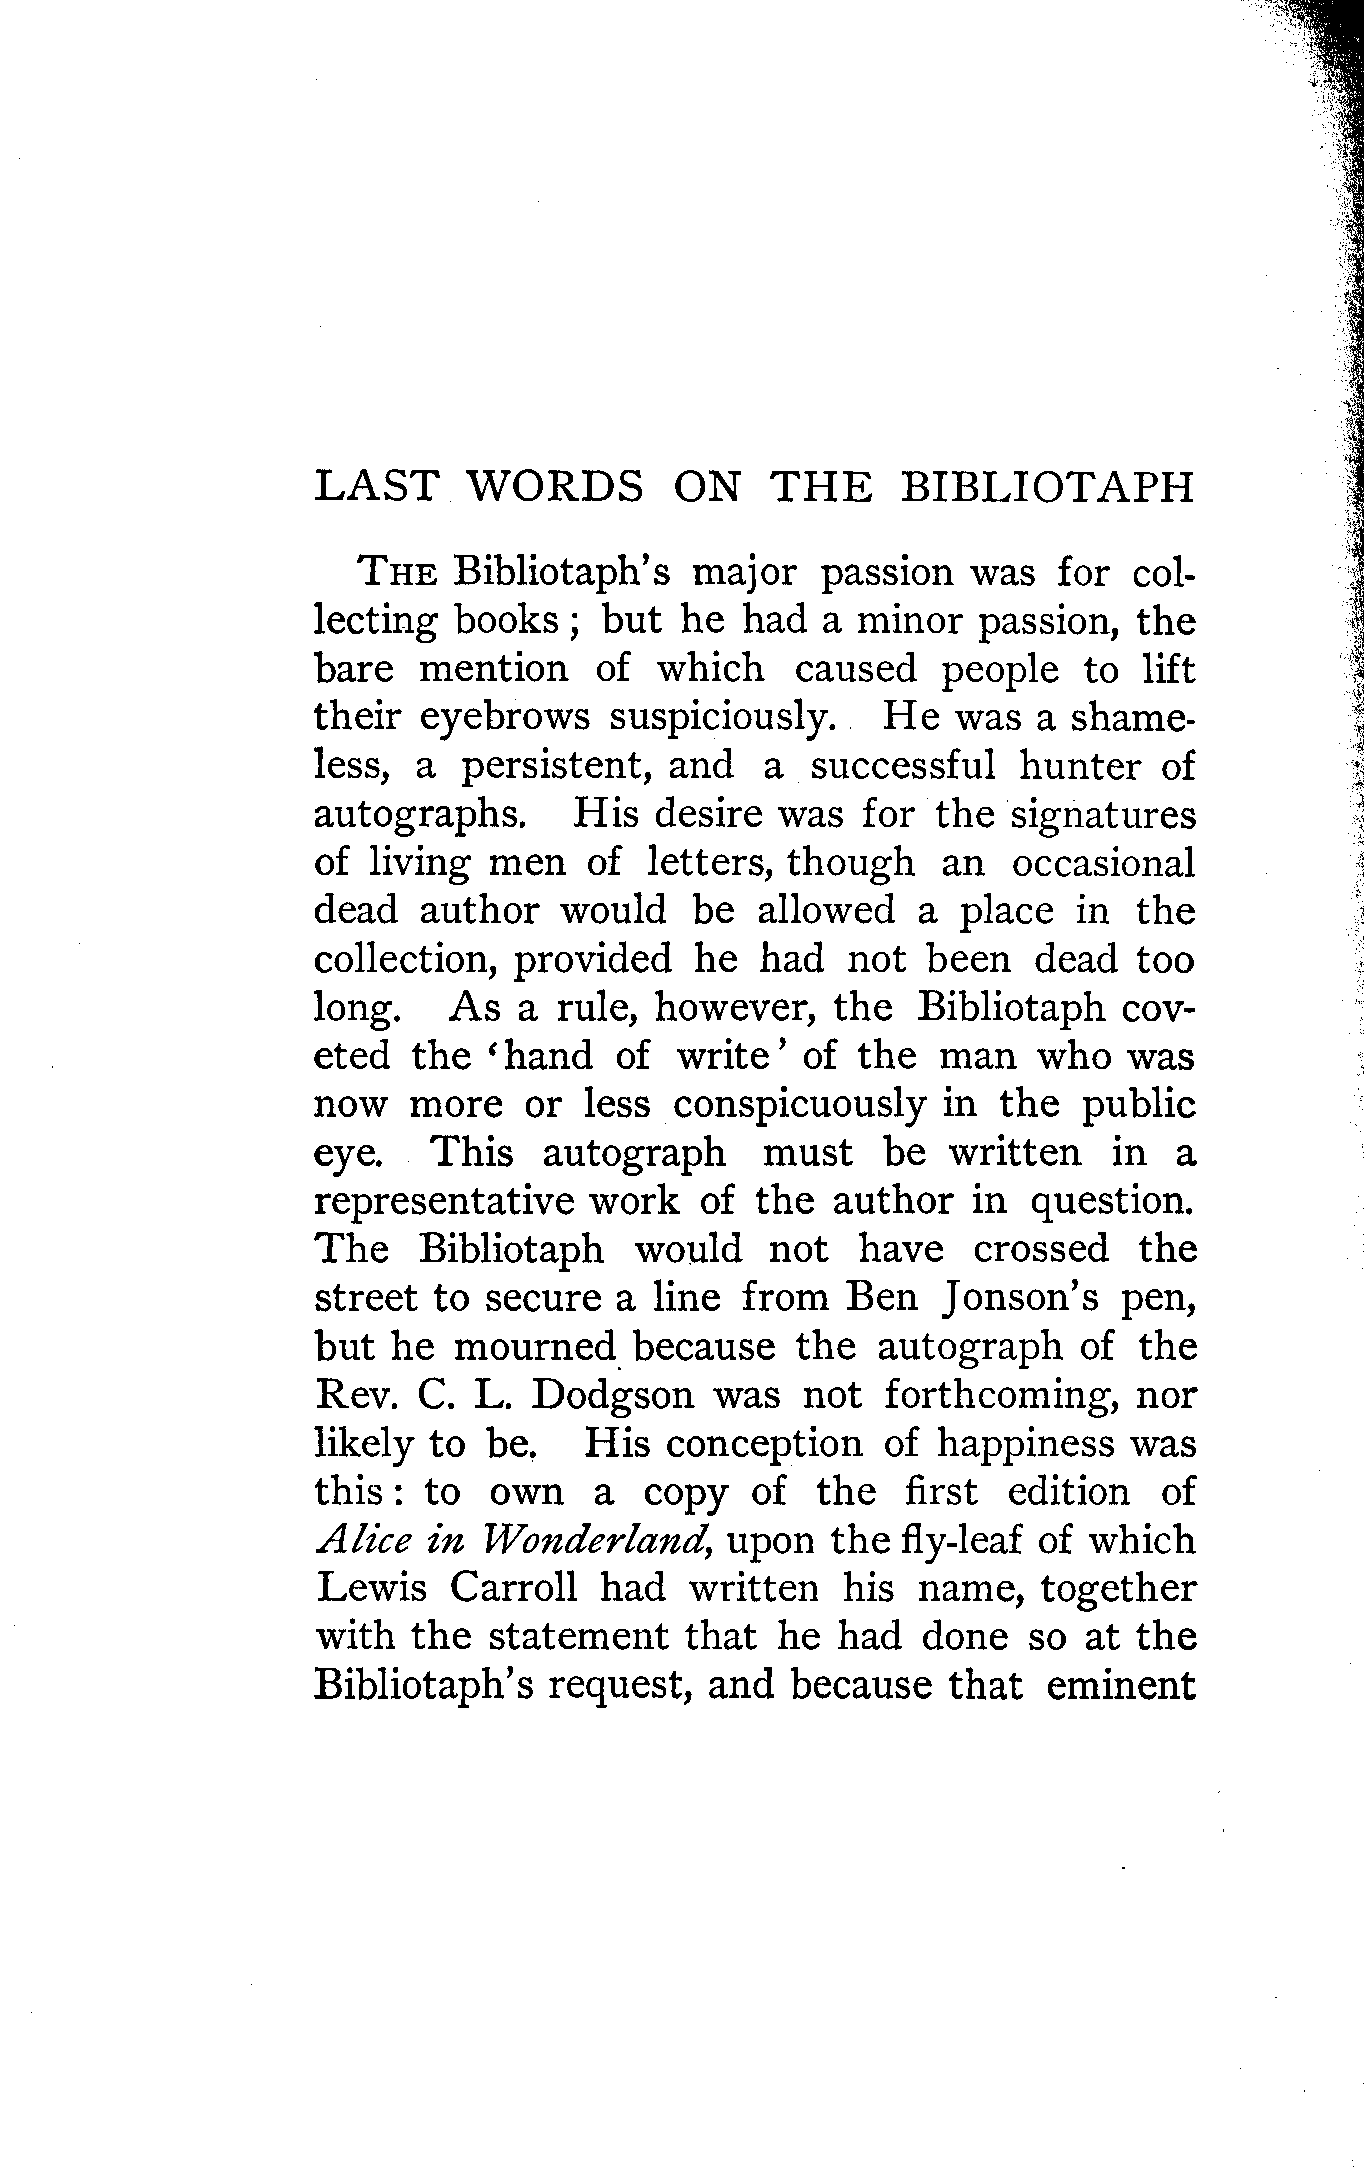 LAST WORDS ON THE BIBLIOTAPH
THE Bibliotaph's major passion was for col-
lecting books ; but he had a minor passion, the
bare mention of which caused people to lift
their eyebrows suspiciously. He was a shame-
less, a persistent, and a successful hunter of
autographs. His desire was for the signatures
of living men of letters, though an occasional
dead author would be allowed a place in the
collection, provided he had not been dead too
long. As a rule, however, the Bibliotaph cov-
eted the ‘hand of write’ of the man who was
now more or less conspicuously in the public
eye. This autograph must be written in a
representative work of the author in question.
The Bibliotaph would not have crossed the
street to secure a line from Ben Jonson's pen,
but he mourned because the autograph of the
Rev. C. L. Dodgson was not forthcoming, nor
likely to be. His conception of happiness was
this : to own a copy of the first edition of
Alice in Wonderland, upon the fly-leaf of which
Lewis Carroll had written his name, together
with the statement that he had done so at the
Bibliotaph's request, and because that eminent